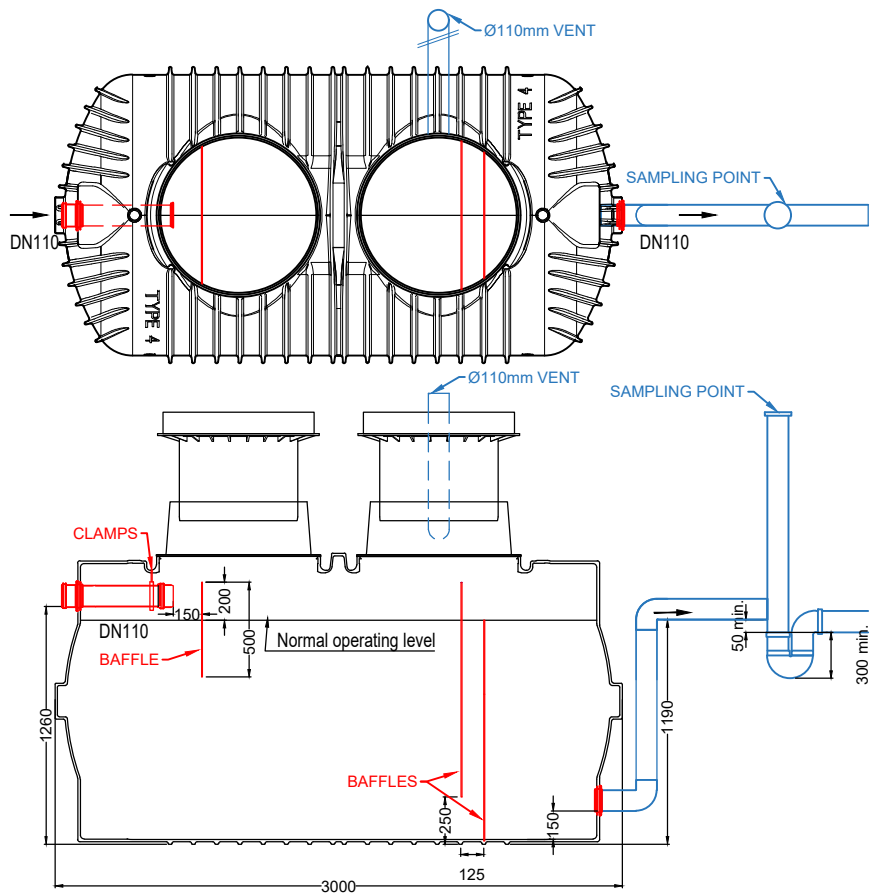 Ø110mm VENT
TYPE 4
SAMPLING POINT
DN110
DN110
TYPE 4
Ø110mm VENT
SAMPLING POINT
CLAMPS
150
200
500
DN110
Normal operating level
BAFFLE
50 min.
300 min.
1260
1190
BAFFLES
250
150
125
3000